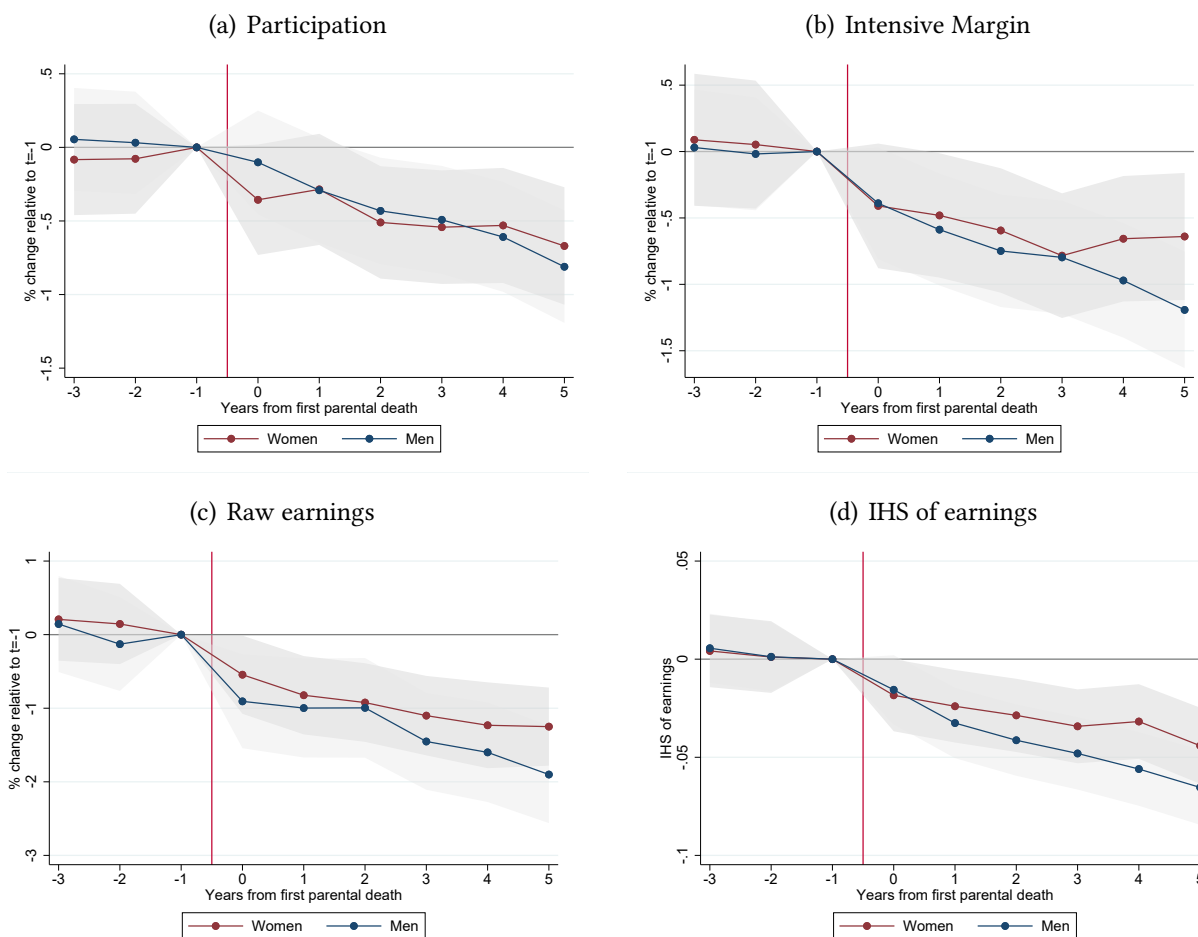 (a) Participation
% change relative to t=-1
.5
0
-.5
-1
-1.5
-3 -2 -1 0 1 2 3 4 5
Years from first parental death
Women Men
(b) Intensive Margin
% change relative to t=-1
.5
0
-.5
-1
-1.5
-3 -2 -1 0 1 2 3 4 5
Years from first parental death
Women Men
(c) Raw earnings
% change relative to t=-1
1
0
-1
-2
-3
-3 -2 -1 0 1 2 3 4 5
Years from first parental death
Women Men
(d) IHS of earnings
IHS of earnings
.05
0
-.05
-.1
-3 -2 -1 0 1 2 3 4 5
Years from first parental death
Women Men